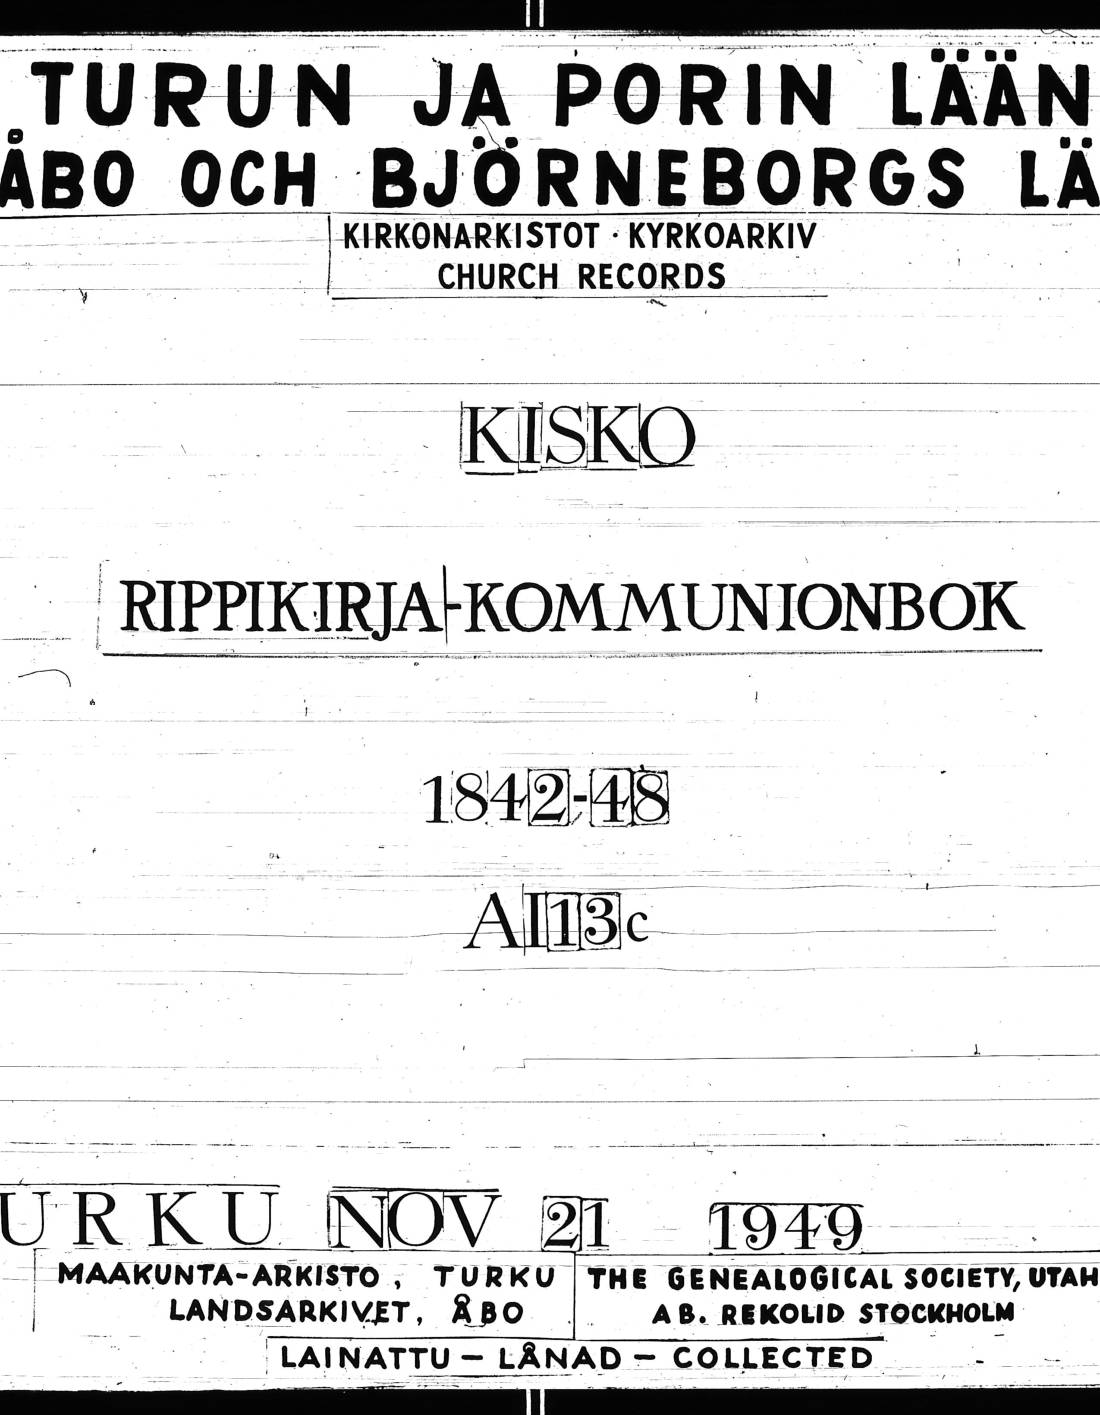 TURUN JA PORIN LÄÄN
ÅBO OCH BJÖRNEBORGS LÄ
KIRKONARKISTOT · KYRKOARKIV
CHURCH RECORDS
KISKO
RIPPIKIRJA-KOMMUNIONBOK
1842-48
AI13c
URKU NOV 21 1949
MAAKUNTA-ARKISTO, TURKU
LANDSARKIVET, ÅBO
THE GENEALOGICAL SOCIETY, UTAH
AB. REKOLID STOCKHOLM
LAINATTU — LÅNAD — COLLECTED